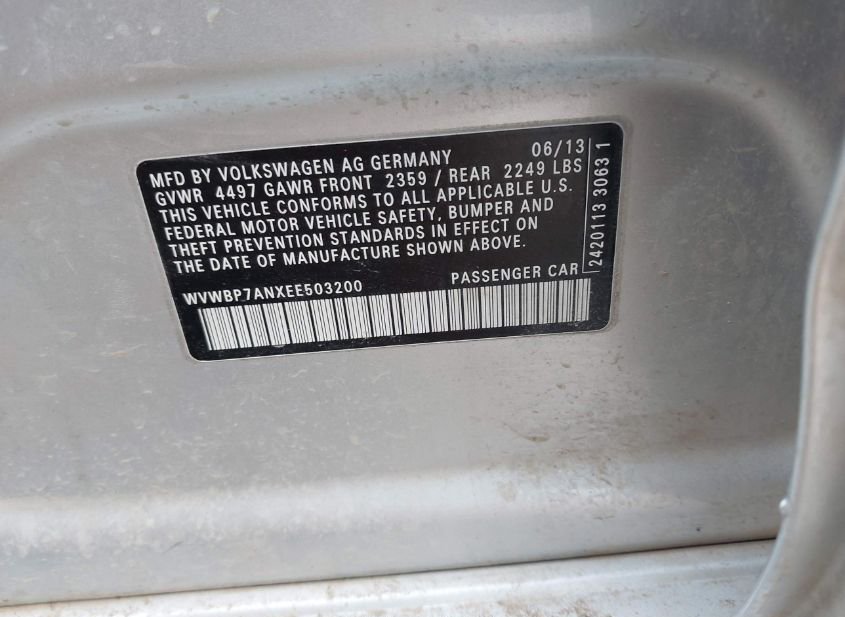 MFD BY VOLKSWAGEN AG GERMANY 06/13
GVWR 4497 GAWR FRONT 2359 / REAR 2249 LBS
THIS VEHICLE CONFORMS TO ALL APPLICABLE U.S.
FEDERAL MOTOR VEHICLE SAFETY, BUMPER AND
THEFT PREVENTION STANDARDS IN EFFECT ON
THE DATE OF MANUFACTURE SHOWN ABOVE.
WVWBP7ANXEE503200 PASSENGER CAR
2420113 3063 1